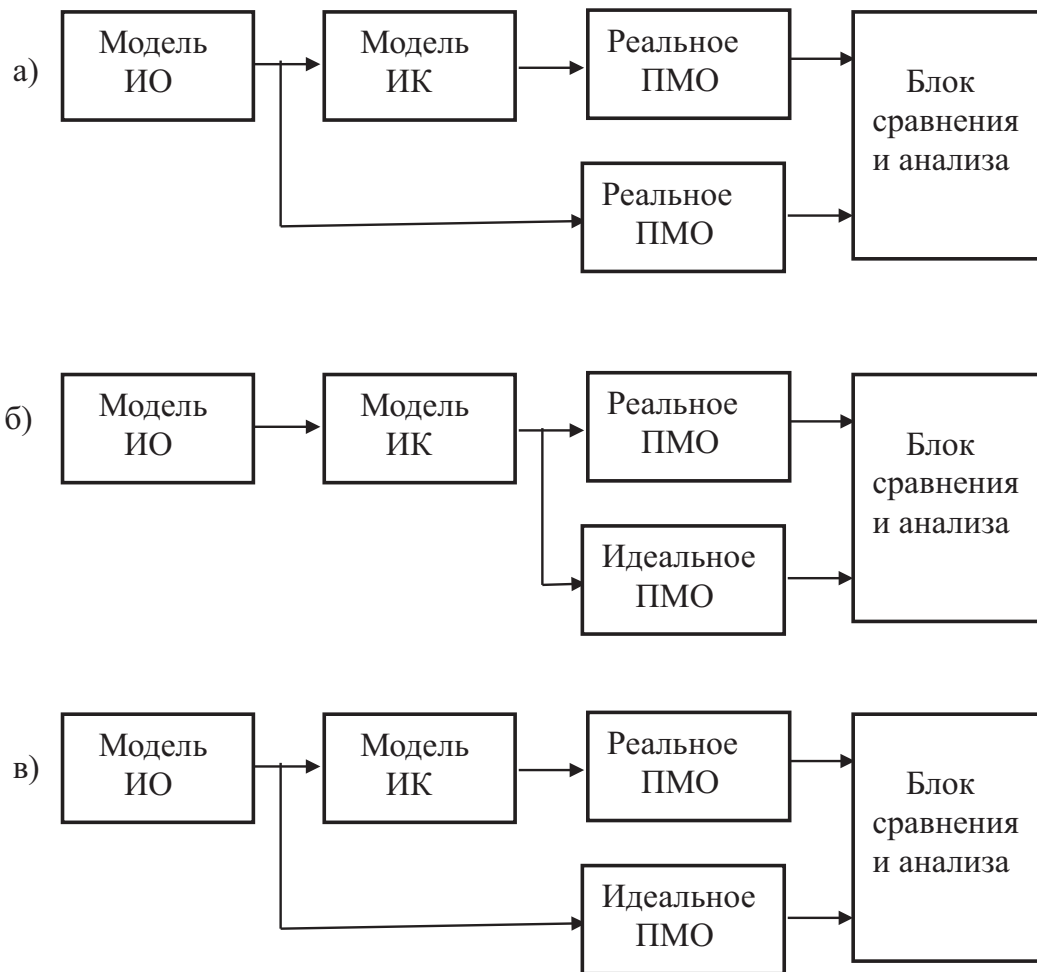 а)
Модель
ИО
Модель
ИК
Реальное
ПМО
Блок
сравнения
и анализа
Реальное
ПМО
б)
Модель
ИО
Модель
ИК
Реальное
ПМО
Блок
сравнения
и анализа
Идеальное
ПМО
в)
Модель
ИО
Модель
ИК
Реальное
ПМО
Блок
сравнения
и анализа
Идеальное
ПМО